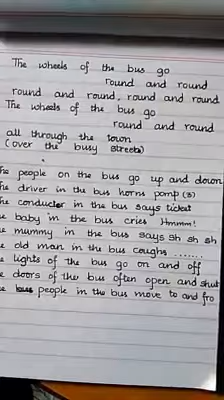 The wheels of the bus go
round and round
round and round, round and round
The wheels of the bus go
round and round
all through the town
(over the busy streets)
he people on the bus go up and down
he driver in the bus horns pomp (3)
he conductor in the bus says ticket
e baby in the bus cries Hmmm!
e mummy in the bus says sh sh sh
e old man in the bus coughs .......
e lights of the bus go on and off
e doors of the bus often open and shut
e people in the bus move to and fro